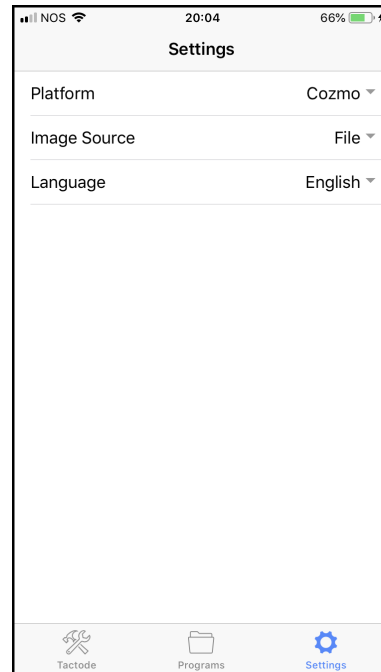 NOS 20:04 66%
Settings
Platform Cozmo
Image Source File
Language English
Tactode Programs Settings